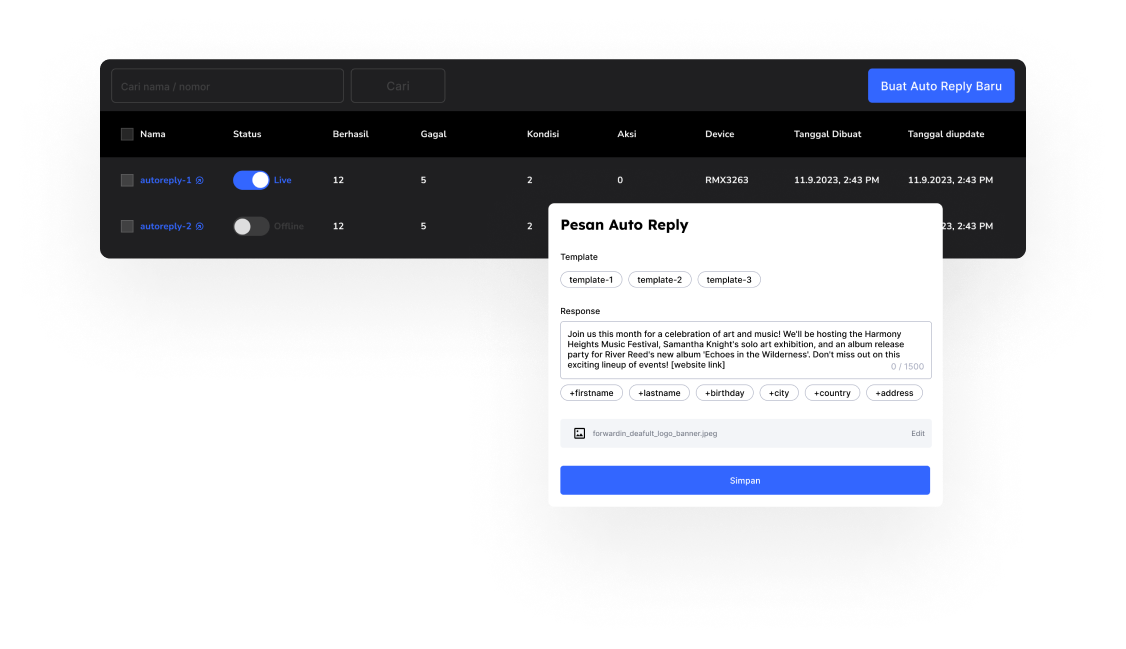 Cari nama / nomor
Cari
Buat Auto Reply Baru
Nama Status Berhasil Gagal Kondisi Aksi Device Tanggal Dibuat Tanggal diupdate
autoreply-1 Live 12 5 2 0 RMX3263 11.9.2023, 2:43 PM 11.9.2023, 2:43 PM
autoreply-2 Offline 12 5 2 23, 2:43 PM
Pesan Auto Reply
Template
template-1 template-2 template-3
Response
Join us this month for a celebration of art and music! We'll be hosting the Harmony
Heights Music Festival, Samantha Knight's solo art exhibition, and an album release
party for River Reed's new album 'Echoes in the Wilderness'. Don't miss out on this
exciting lineup of events! [website link]
0 / 1500
+firstname +lastname +birthday +city +country +address
forwardin_deafult_logo_banner.jpeg Edit
Simpan